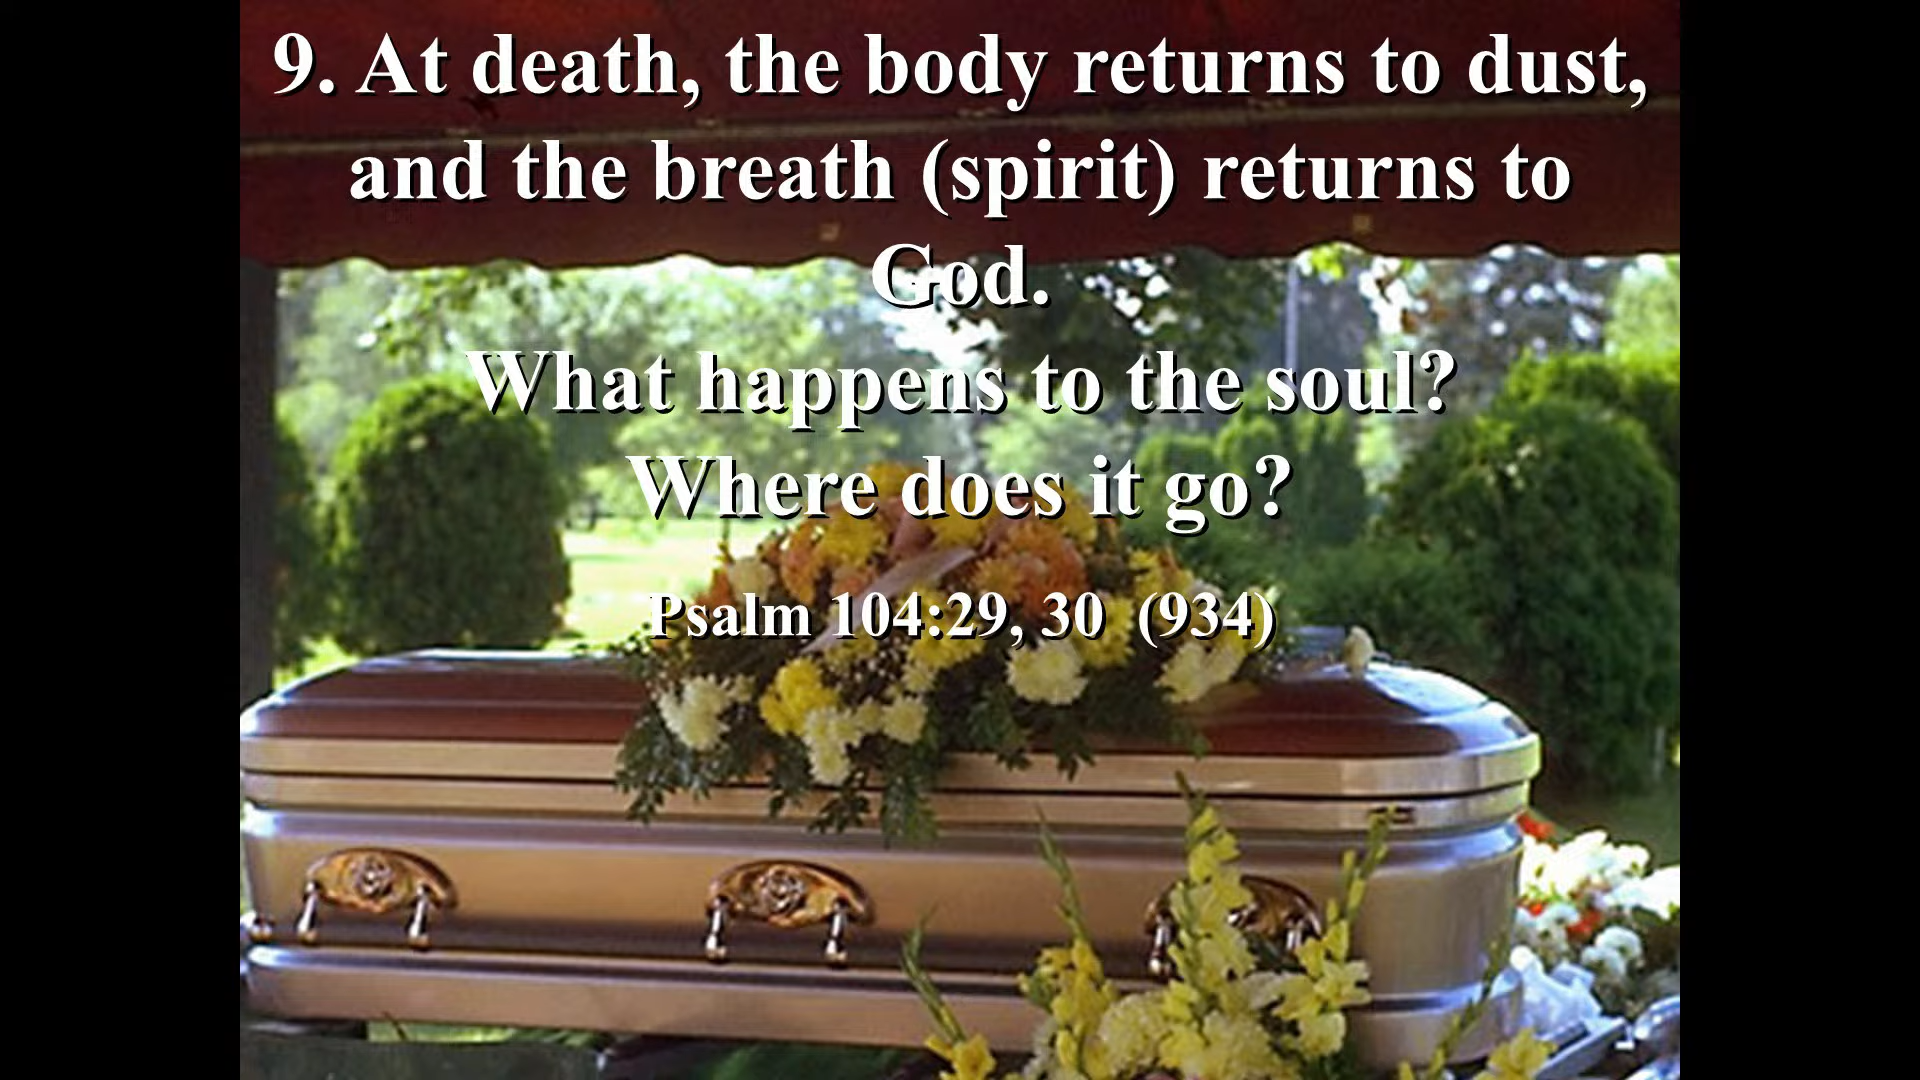 9. At death, the body returns to dust,
and the breath (spirit) returns to
God.
What happens to the soul?
Where does it go?
Psalm 104:29, 30  (934)